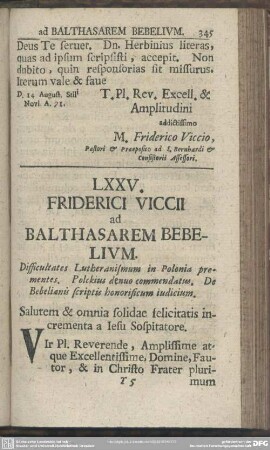 ad BALTHASAREM BEBELIVM. 345
Deus Te seruet. Dn. Herbinius literas,
quas ad ipsum scripsisti, accepit. Non
dubito, quin responsorias sit missurus.
Iterum vale & faue
D. 14 August. Still T. Pl. Rev. Excell. &
Novi. A. 75. Amplitudini
addictissimo
M. Friderico Viccio,
Pastori & Praeposito ad S. Bernhardi &
Consistorii Assessori.
LXXV.
FRIDERICI VICCII
ad
BALTHASAREM BEBE-
LIVM.
Difficultates Lutheranismum in Polonia pre-
mentes. Polckius denuo commendatus. De
Bebelianis scriptis honorificum iudicium.
Salutem & omnia solidae felicitatis in-
crementa a Iesu Sospitatore.
VIr Pl. Reverende, Amplissime at-
que Excellentissime, Domine, Fau-
tor, & in Christo Frater pluri-
Y 5 mum